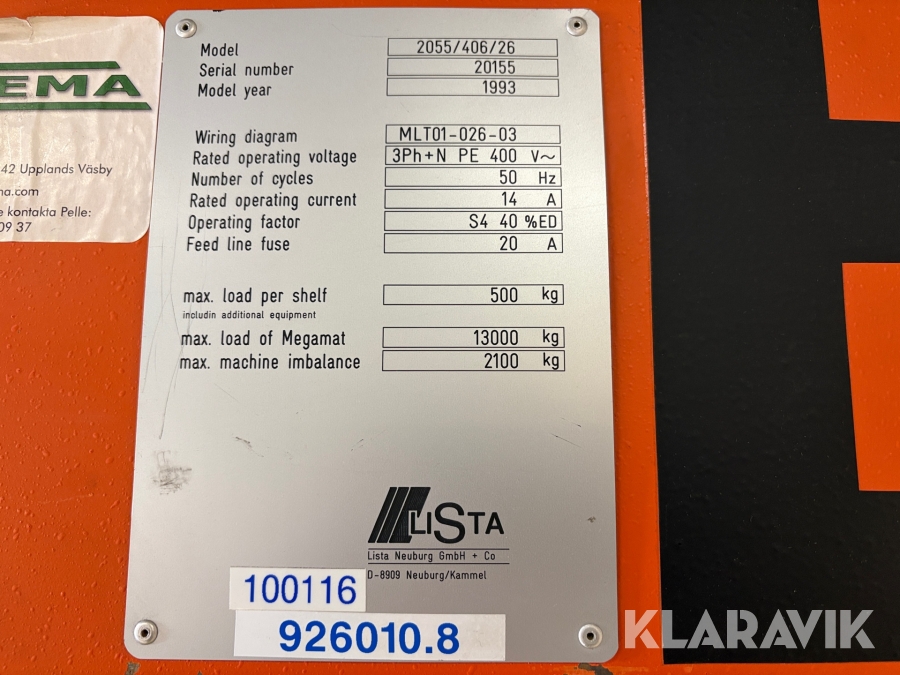 Model 2055/406/26
Serial number 20155
Model year 1993
Wiring diagram MLT01-026-03
Rated operating voltage 3Ph+N PE 400 V~
Number of cycles 50 Hz
Rated operating current 14 A
Operating factor S4 40 %ED
Feed line fuse 20 A
max. load per shelf 500 kg
includin additional equipment
max. load of Megamat 13000 kg
max. machine imbalance 2100 kg
LISTA
Lista Neuburg GmbH + Co
D-8909 Neuburg/Kammel
100116
926010.8
EMA
42 Upplands Väsby
na.com
e kontakta Pelle:
09 37
KLARAVIK